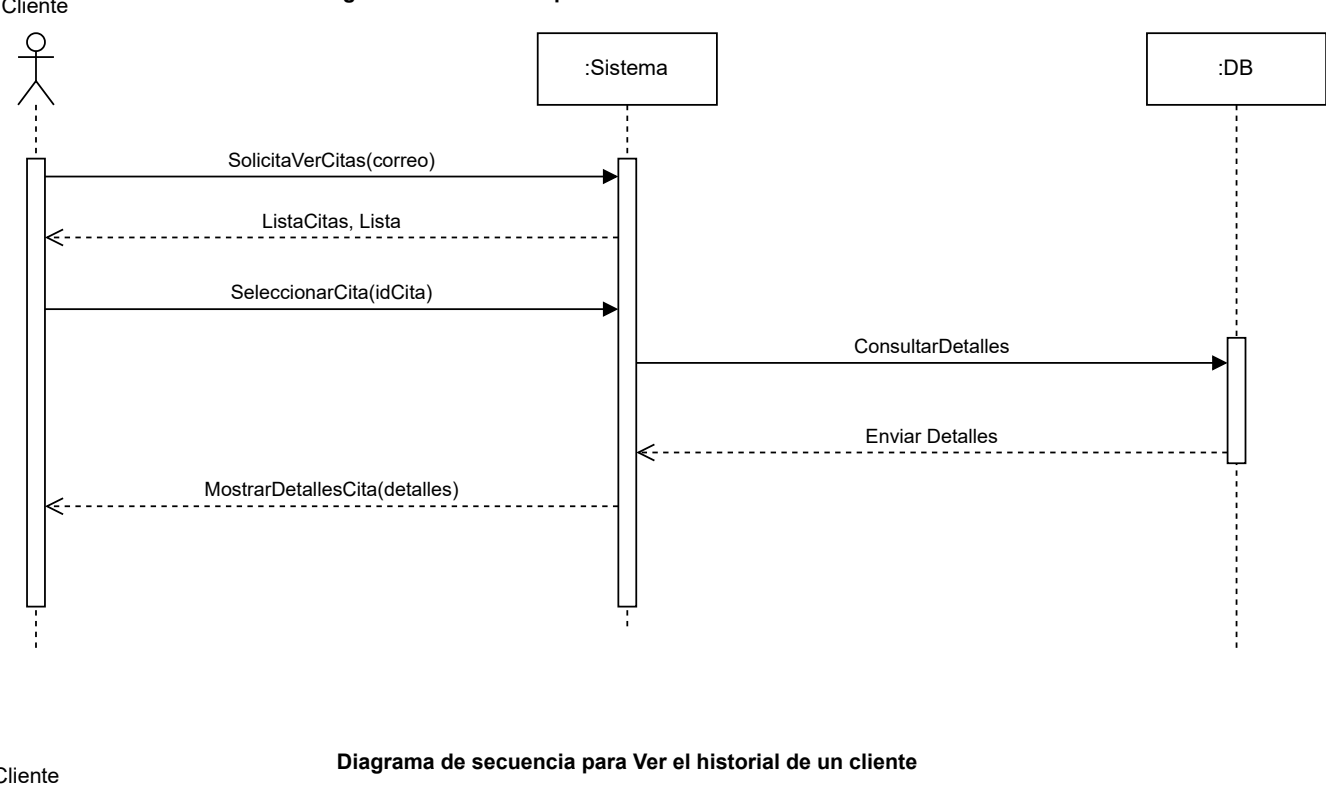 Cliente
:Sistema
:DB
SolicitaVerCitas(correo)
ListaCitas, Lista
SeleccionarCita(idCita)
ConsultarDetalles
Enviar Detalles
MostrarDetallesCita(detalles)
Diagrama de secuencia para Ver el historial de un cliente
Cliente